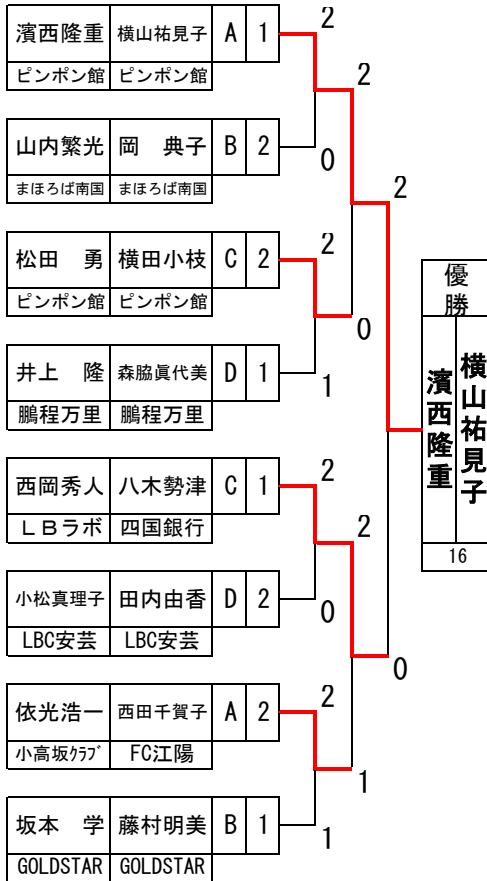 濱西隆重 横山祐見子 A 1
ピンポン館 ピンポン館
2
2
山内繁光 岡　典子 B 2
まほろば南国 まほろば南国
0
2
松田　勇 横田小枝 C 2
ピンポン館 ピンポン館
2
0
井上　隆 森脇眞代美 D 1
鵬程万里 鵬程万里
1
優勝
濱西隆重 横山祐見子
16
西岡秀人 八木勢津 C 1
ＬＢラボ 四国銀行
2
2
小松真理子 田内由香 D 2
LBC安芸 LBC安芸
0
0
依光浩一 西田千賀子 A 2
小高坂ｸﾗﾌﾞ FC江陽
2
1
坂本　学 藤村明美 B 1
GOLDSTAR GOLDSTAR
1